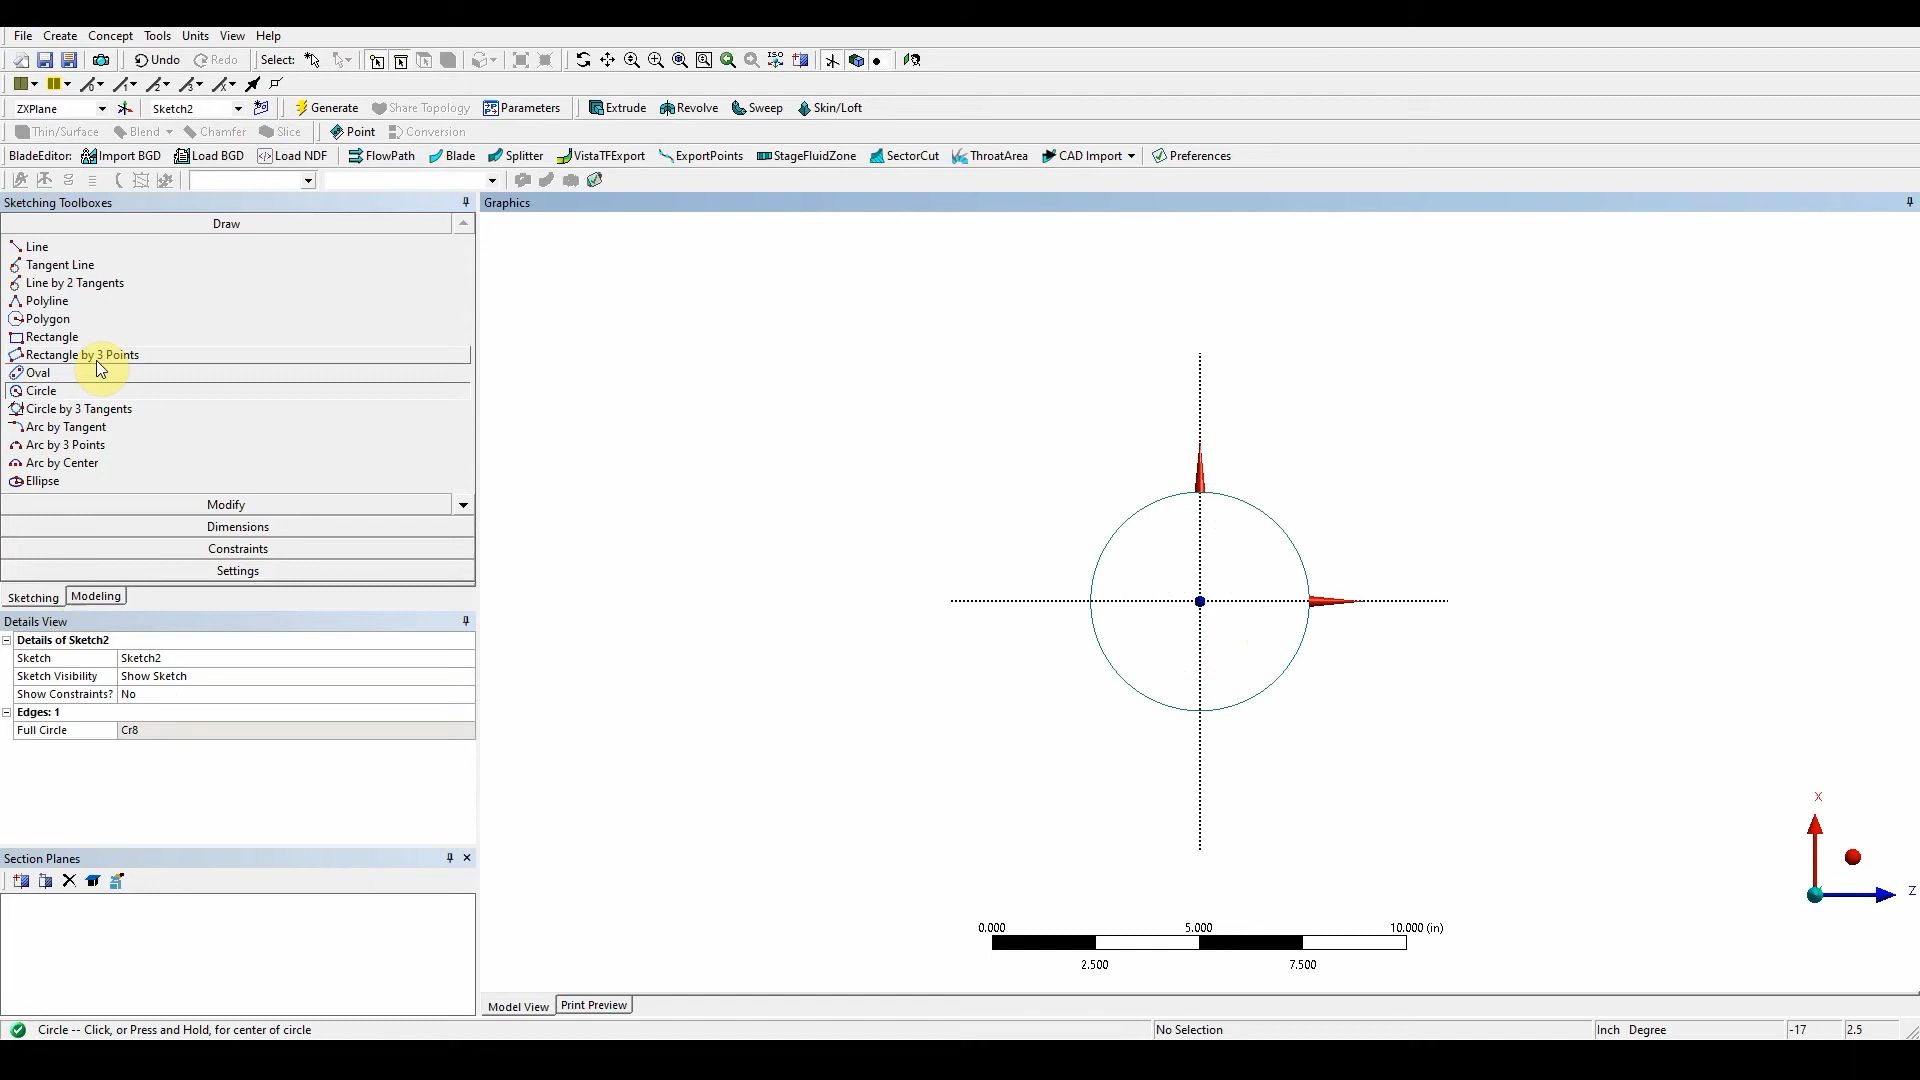 File Create Concept Tools Units View Help
Undo Redo Select: ISO
ZXPlane Sketch2 Generate Share Topology Parameters Extrude Revolve Sweep Skin/Loft
Thin/Surface Blend Chamfer Slice Point Conversion
BladeEditor: Import BGD Load BGD Load NDF FlowPath Blade Splitter VistaTFExport ExportPoints StageFluidZone SectorCut ThroatArea CAD Import Preferences
Sketching Toolboxes
Graphics
Draw
Line
Tangent Line
Line by 2 Tangents
Polyline
Polygon
Rectangle
Rectangle by 3 Points
Oval
Circle
Circle by 3 Tangents
Arc by Tangent
Arc by 3 Points
Arc by Center
Ellipse
Modify
Dimensions
Constraints
Settings
Sketching Modeling
Details View
Details of Sketch2
Sketch Sketch2
Sketch Visibility Show Sketch
Show Constraints? No
Edges: 1
Full Circle Cr8
Section Planes
X
Z
0.000 5.000 10.000 (in)
2.500 7.500
Model View Print Preview
Circle -- Click, or Press and Hold, for center of circle No Selection Inch Degree -17 2.5